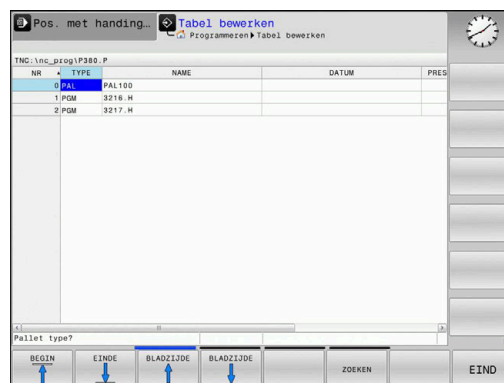 Pos. met handing…
Tabel bewerken
Programmeren Tabel bewerken
TNC:\nc_prog\P380.P
NR TYPE NAME DATUM PRES
0 PAL PAL100
1 PGM 3216.H
2 PGM 3217.H
Pallet type?
BEGIN EINDE BLADZIJDE BLADZIJDE ZOEKEN EIND